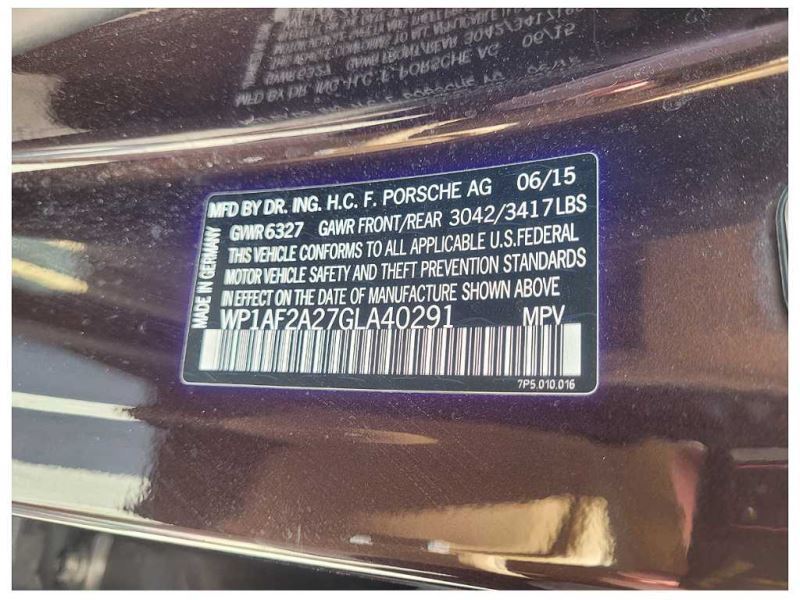 MFD BY DR. ING. H.C. F. PORSCHE AG 06/15
GVWR 6327 GAWR FRONT/REAR 3042/3417LBS
THIS VEHICLE CONFORMS TO ALL APPLICABLE U.S.FEDERAL
MOTOR VEHICLE SAFETY AND THEFT PREVENTION STANDARDS
IN EFFECT ON THE DATE OF MANUFACTURE SHOWN ABOVE
WP1AF2A27GLA40291 MPV
7P5.010.016
MADE IN GERMANY